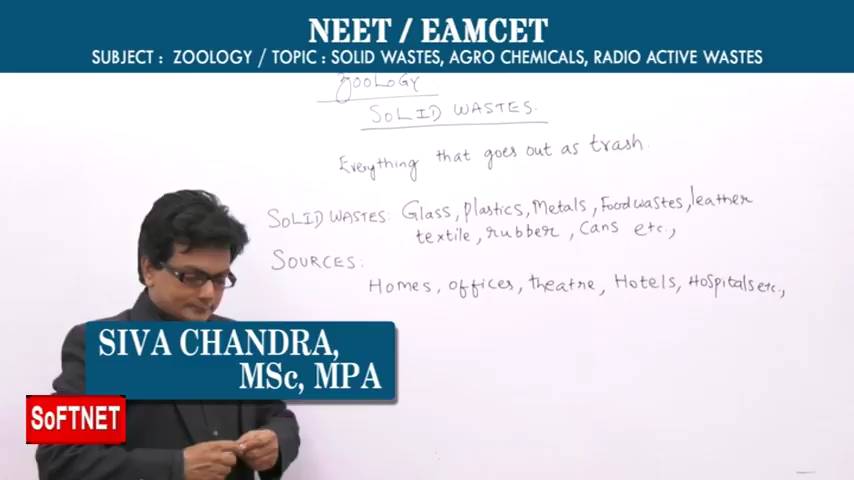 NEET / EAMCET
SUBJECT : ZOOLOGY / TOPIC : SOLID WASTES, AGRO CHEMICALS, RADIO ACTIVE WASTES
ZOOLOGY
SOLID WASTES.
Everything that goes out as trash.
SOLID WASTES: Glass, plastics, Metals, Food wastes, leather
textile, rubber, cans etc.,
SOURCES:
Homes, offices, theatre, Hotels, Hospitals etc.,
SIVA CHANDRA,
MSc, MPA
SoFTNET